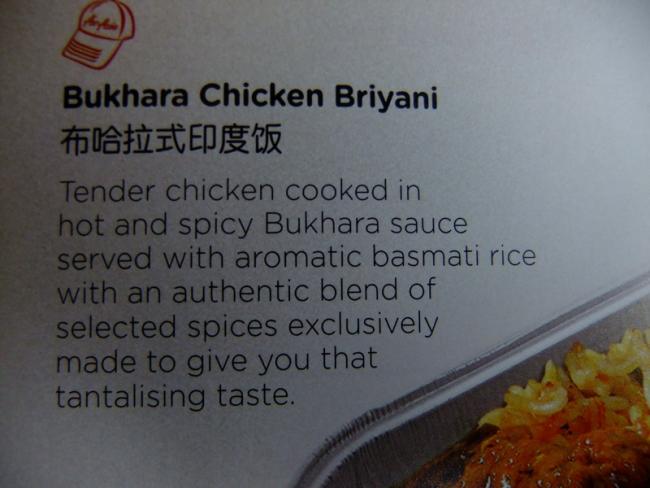 AirAsia
Bukhara Chicken Briyani
布哈拉式印度饭
Tender chicken cooked in
hot and spicy Bukhara sauce
served with aromatic basmati rice
with an authentic blend of
selected spices exclusively
made to give you that
tantalising taste.